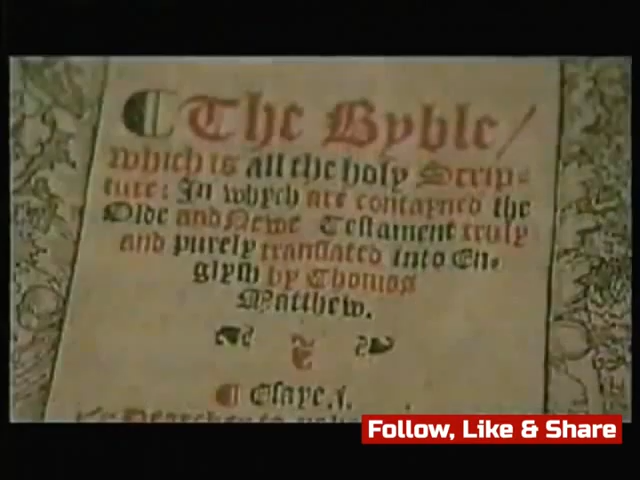 The Byble/
which is all the holy Scrip=
ture: In whych are contayned the
Olde and Newe Testament truly
and purely translated into En=
glysh by Thomas
Matthew.
Esaye.j.
Follow, Like & Share